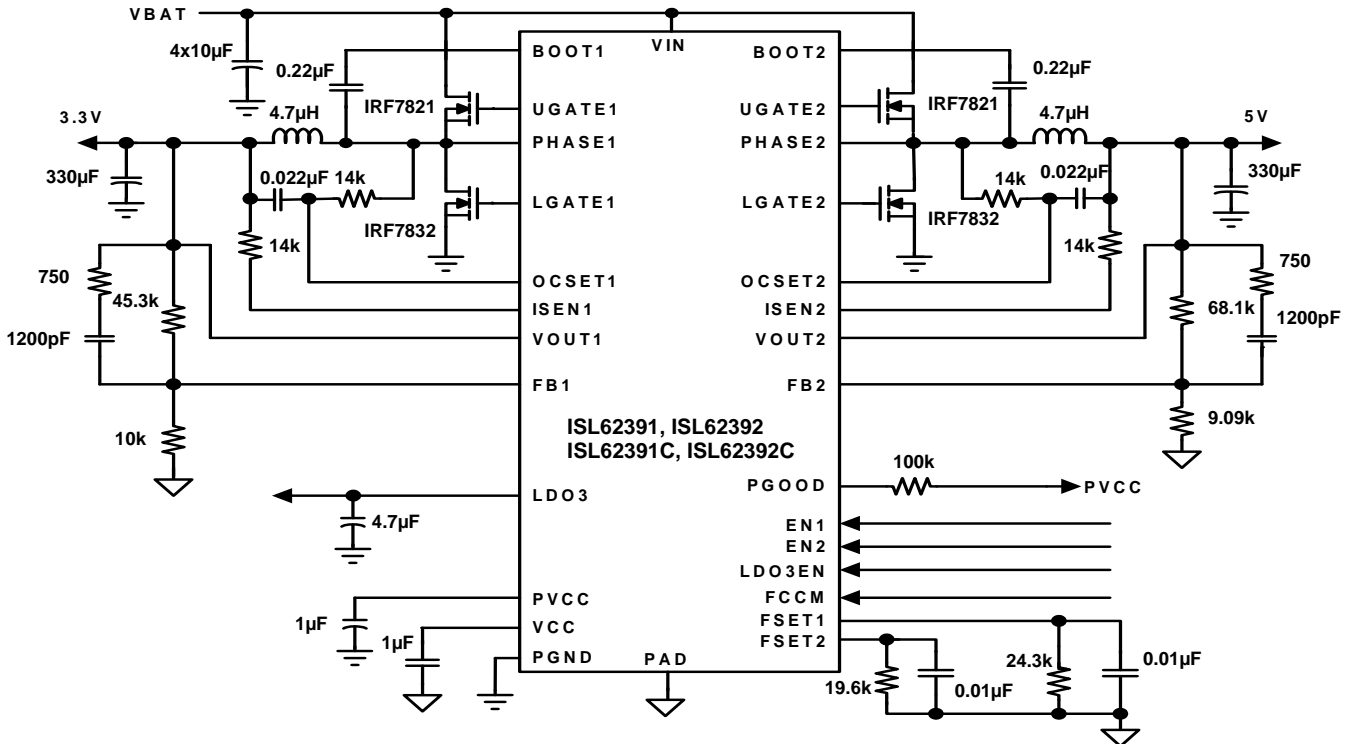 VBAT
4x10µF
0.22µF
IRF7821
4.7µH
3.3V
330µF
0.022µF
14k
IRF7832
14k
750
45.3k
1200pF
10k
4.7µF
1µF
1µF
BOOT1
UGATE1
PHASE1
LGATE1
OCSET1
ISEN1
VOUT1
FB1
LDO3
PVCC
VCC
PGND
VIN
ISL62391, ISL62392
ISL62391C, ISL62392C
PAD
BOOT2
UGATE2
PHASE2
LGATE2
OCSET2
ISEN2
VOUT2
FB2
PGOOD
EN1
EN2
LDO3EN
FCCM
FSET1
FSET2
0.22µF
IRF7821
4.7µH
5V
330µF
0.022µF
14k
IRF7832
14k
750
68.1k
1200pF
9.09k
100k
PVCC
19.6k
0.01µF
24.3k
0.01µF